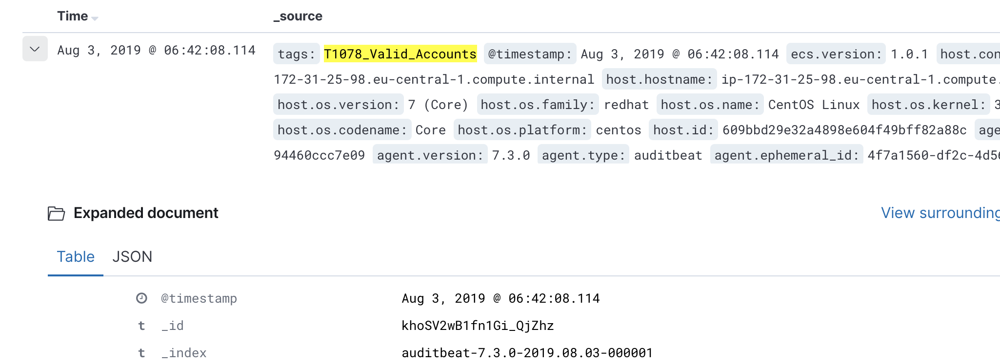 Time _source
Aug 3, 2019 @ 06:42:08.114 tags: T1078_Valid_Accounts @timestamp: Aug 3, 2019 @ 06:42:08.114 ecs.version: 1.0.1 host.con
172-31-25-98.eu-central-1.compute.internal host.hostname: ip-172-31-25-98.eu-central-1.compute.
host.os.version: 7 (Core) host.os.family: redhat host.os.name: CentOS Linux host.os.kernel: 3
host.os.codename: Core host.os.platform: centos host.id: 609bbd29e32a4898e604f49bff82a88c age
94460ccc7e09 agent.version: 7.3.0 agent.type: auditbeat agent.ephemeral_id: 4f7a1560-df2c-4d56
Expanded document View surrounding
Table JSON
@timestamp Aug 3, 2019 @ 06:42:08.114
t _id khoSV2wB1fn1Gi_QjZhz
t _index auditbeat-7.3.0-2019.08.03-000001